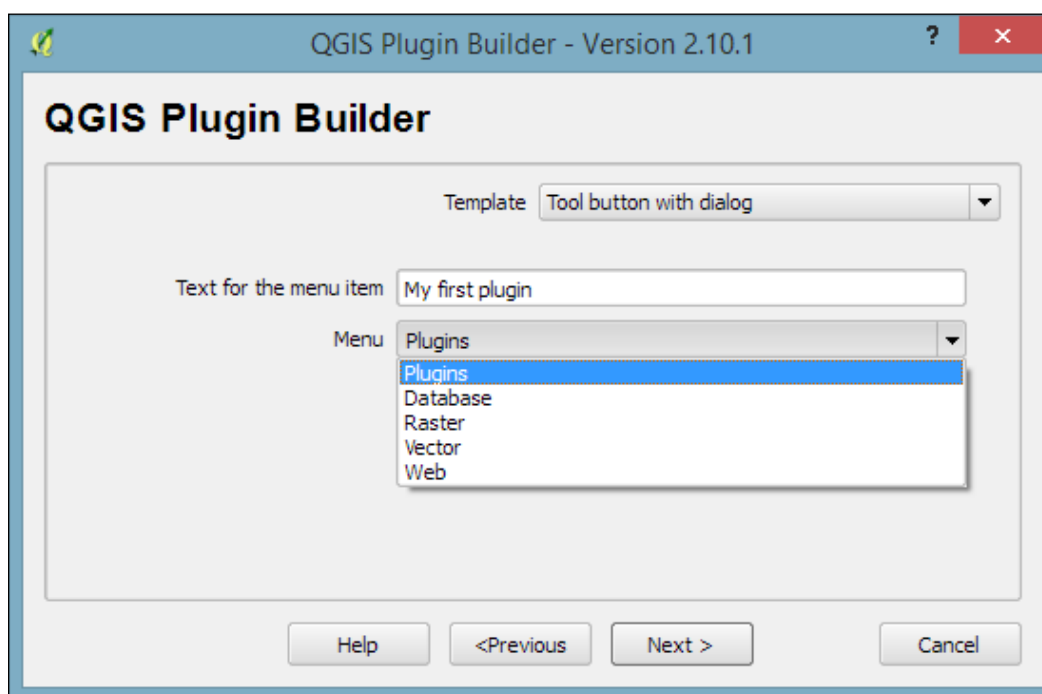 QGIS Plugin Builder - Version 2.10.1
?
×
QGIS Plugin Builder
Template Tool button with dialog
Text for the menu item My first plugin
Menu Plugins
Plugins
Database
Raster
Vector
Web
Help <Previous Next > Cancel